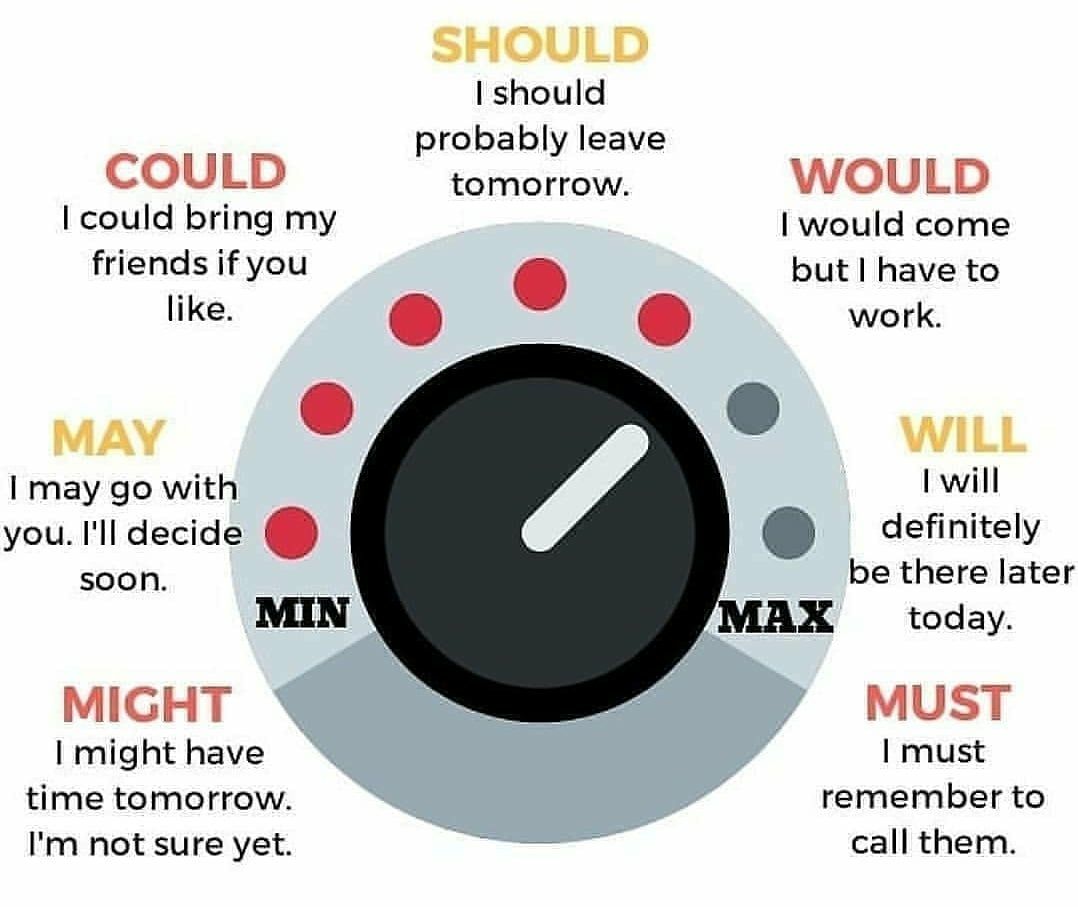 SHOULD
I should
probably leave
tomorrow.
COULD
I could bring my
friends if you
like.
WOULD
I would come
but I have to
work.
MAY
I may go with
you. I'll decide
soon.
WILL
I will
definitely
be there later
today.
MIN
MAX
MIGHT
I might have
time tomorrow.
I'm not sure yet.
MUST
I must
remember to
call them.